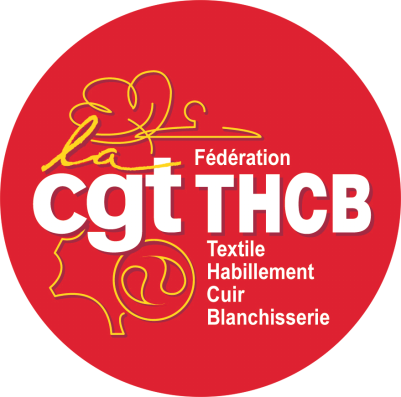 la
Fédération
cgt THCB
Textile
Habillement
Cuir
Blanchisserie